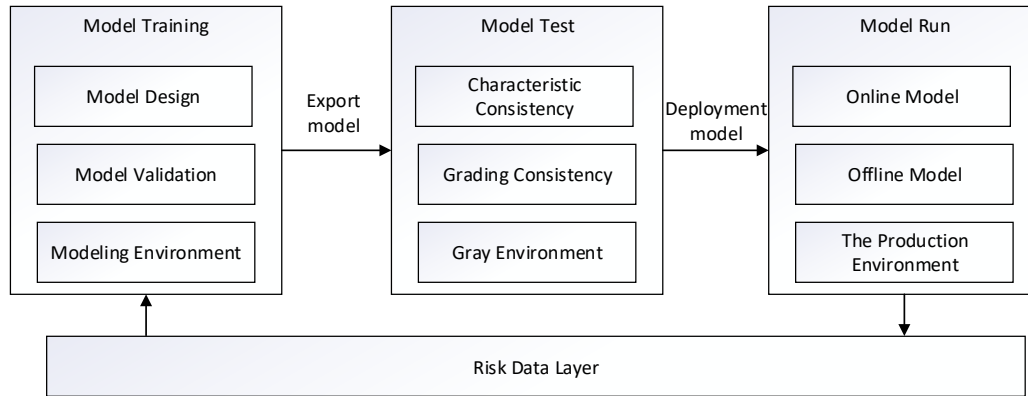 Model Training
Model Design
Model Validation
Modeling Environment
Export
model
Model Test
Characteristic
Consistency
Grading Consistency
Gray Environment
Deployment
model
Model Run
Online Model
Offline Model
The Production
Environment
Risk Data Layer